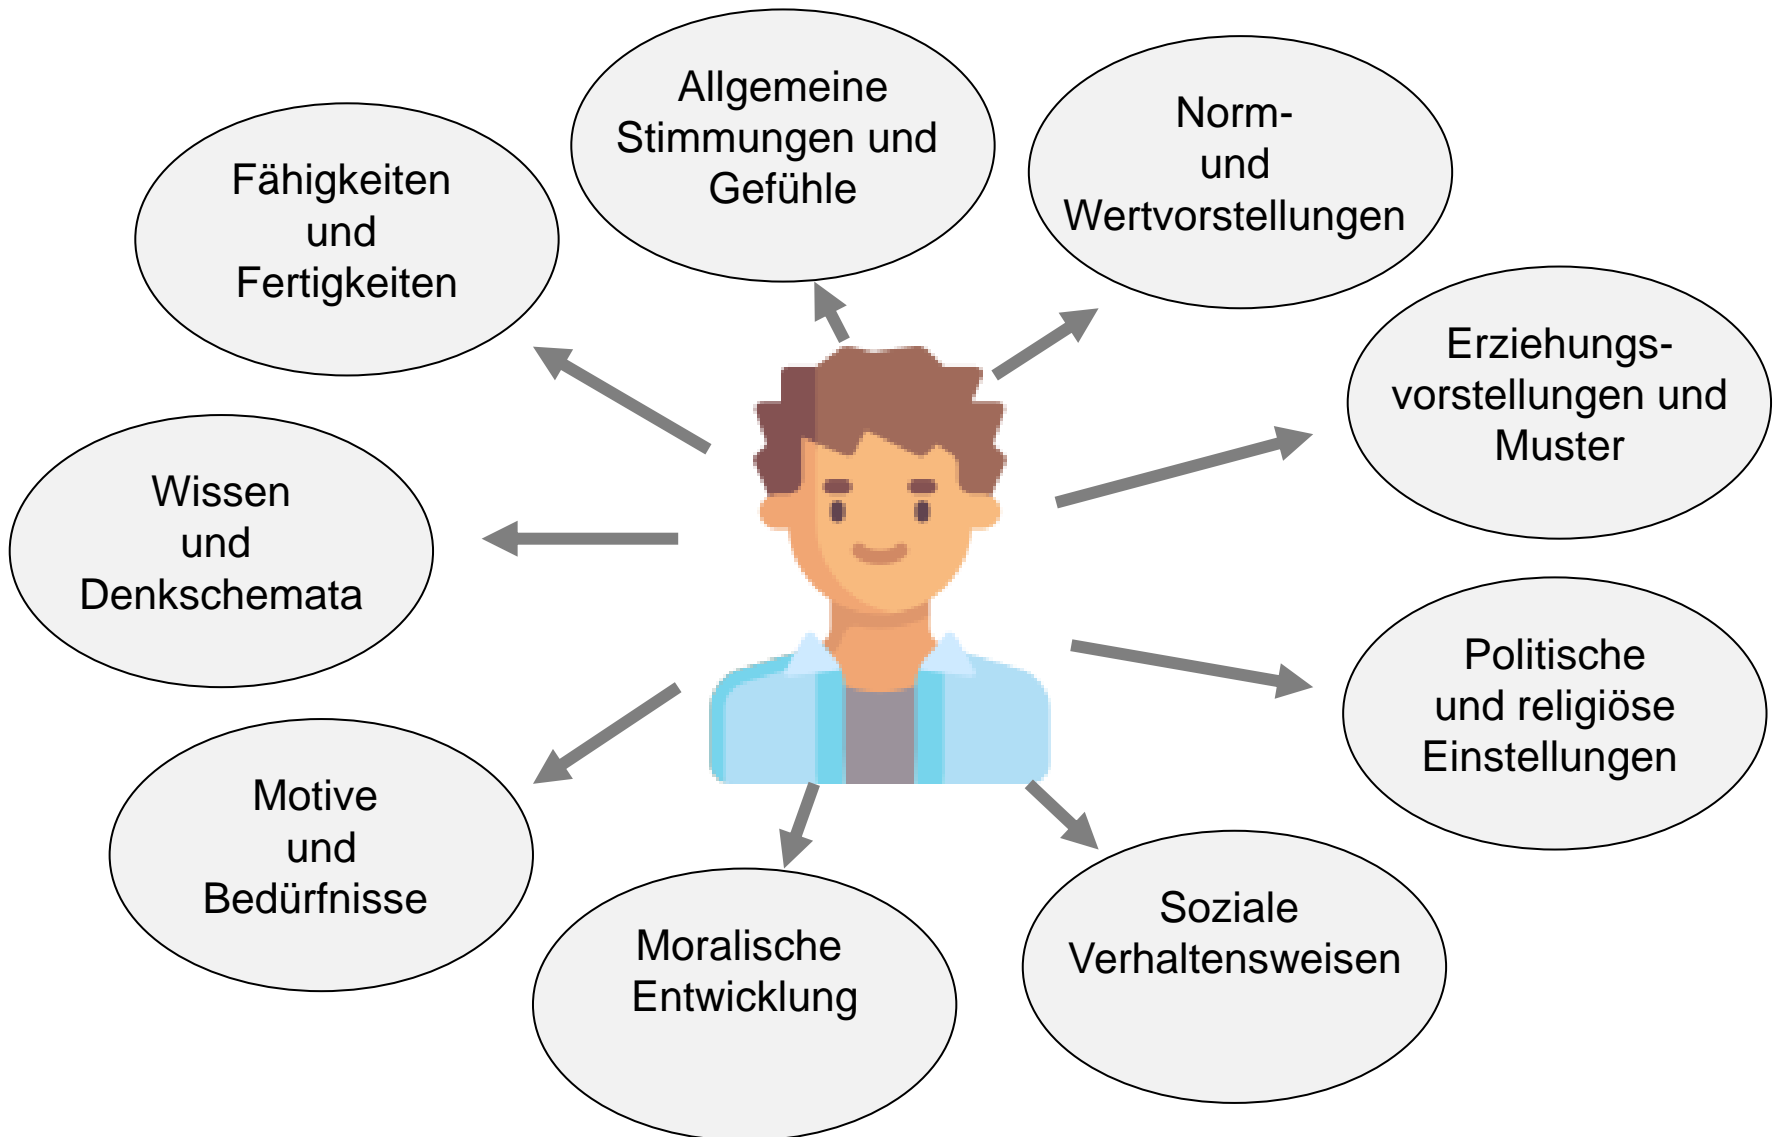 Allgemeine
Stimmungen und
Gefühle
Norm-
und
Wertvorstellungen
Fähigkeiten
und
Fertigkeiten
Erziehungs-
vorstellungen und
Muster
Wissen
und
Denkschemata
Politische
und religiöse
Einstellungen
Motive
und
Bedürfnisse
Moralische
Entwicklung
Soziale
Verhaltensweisen